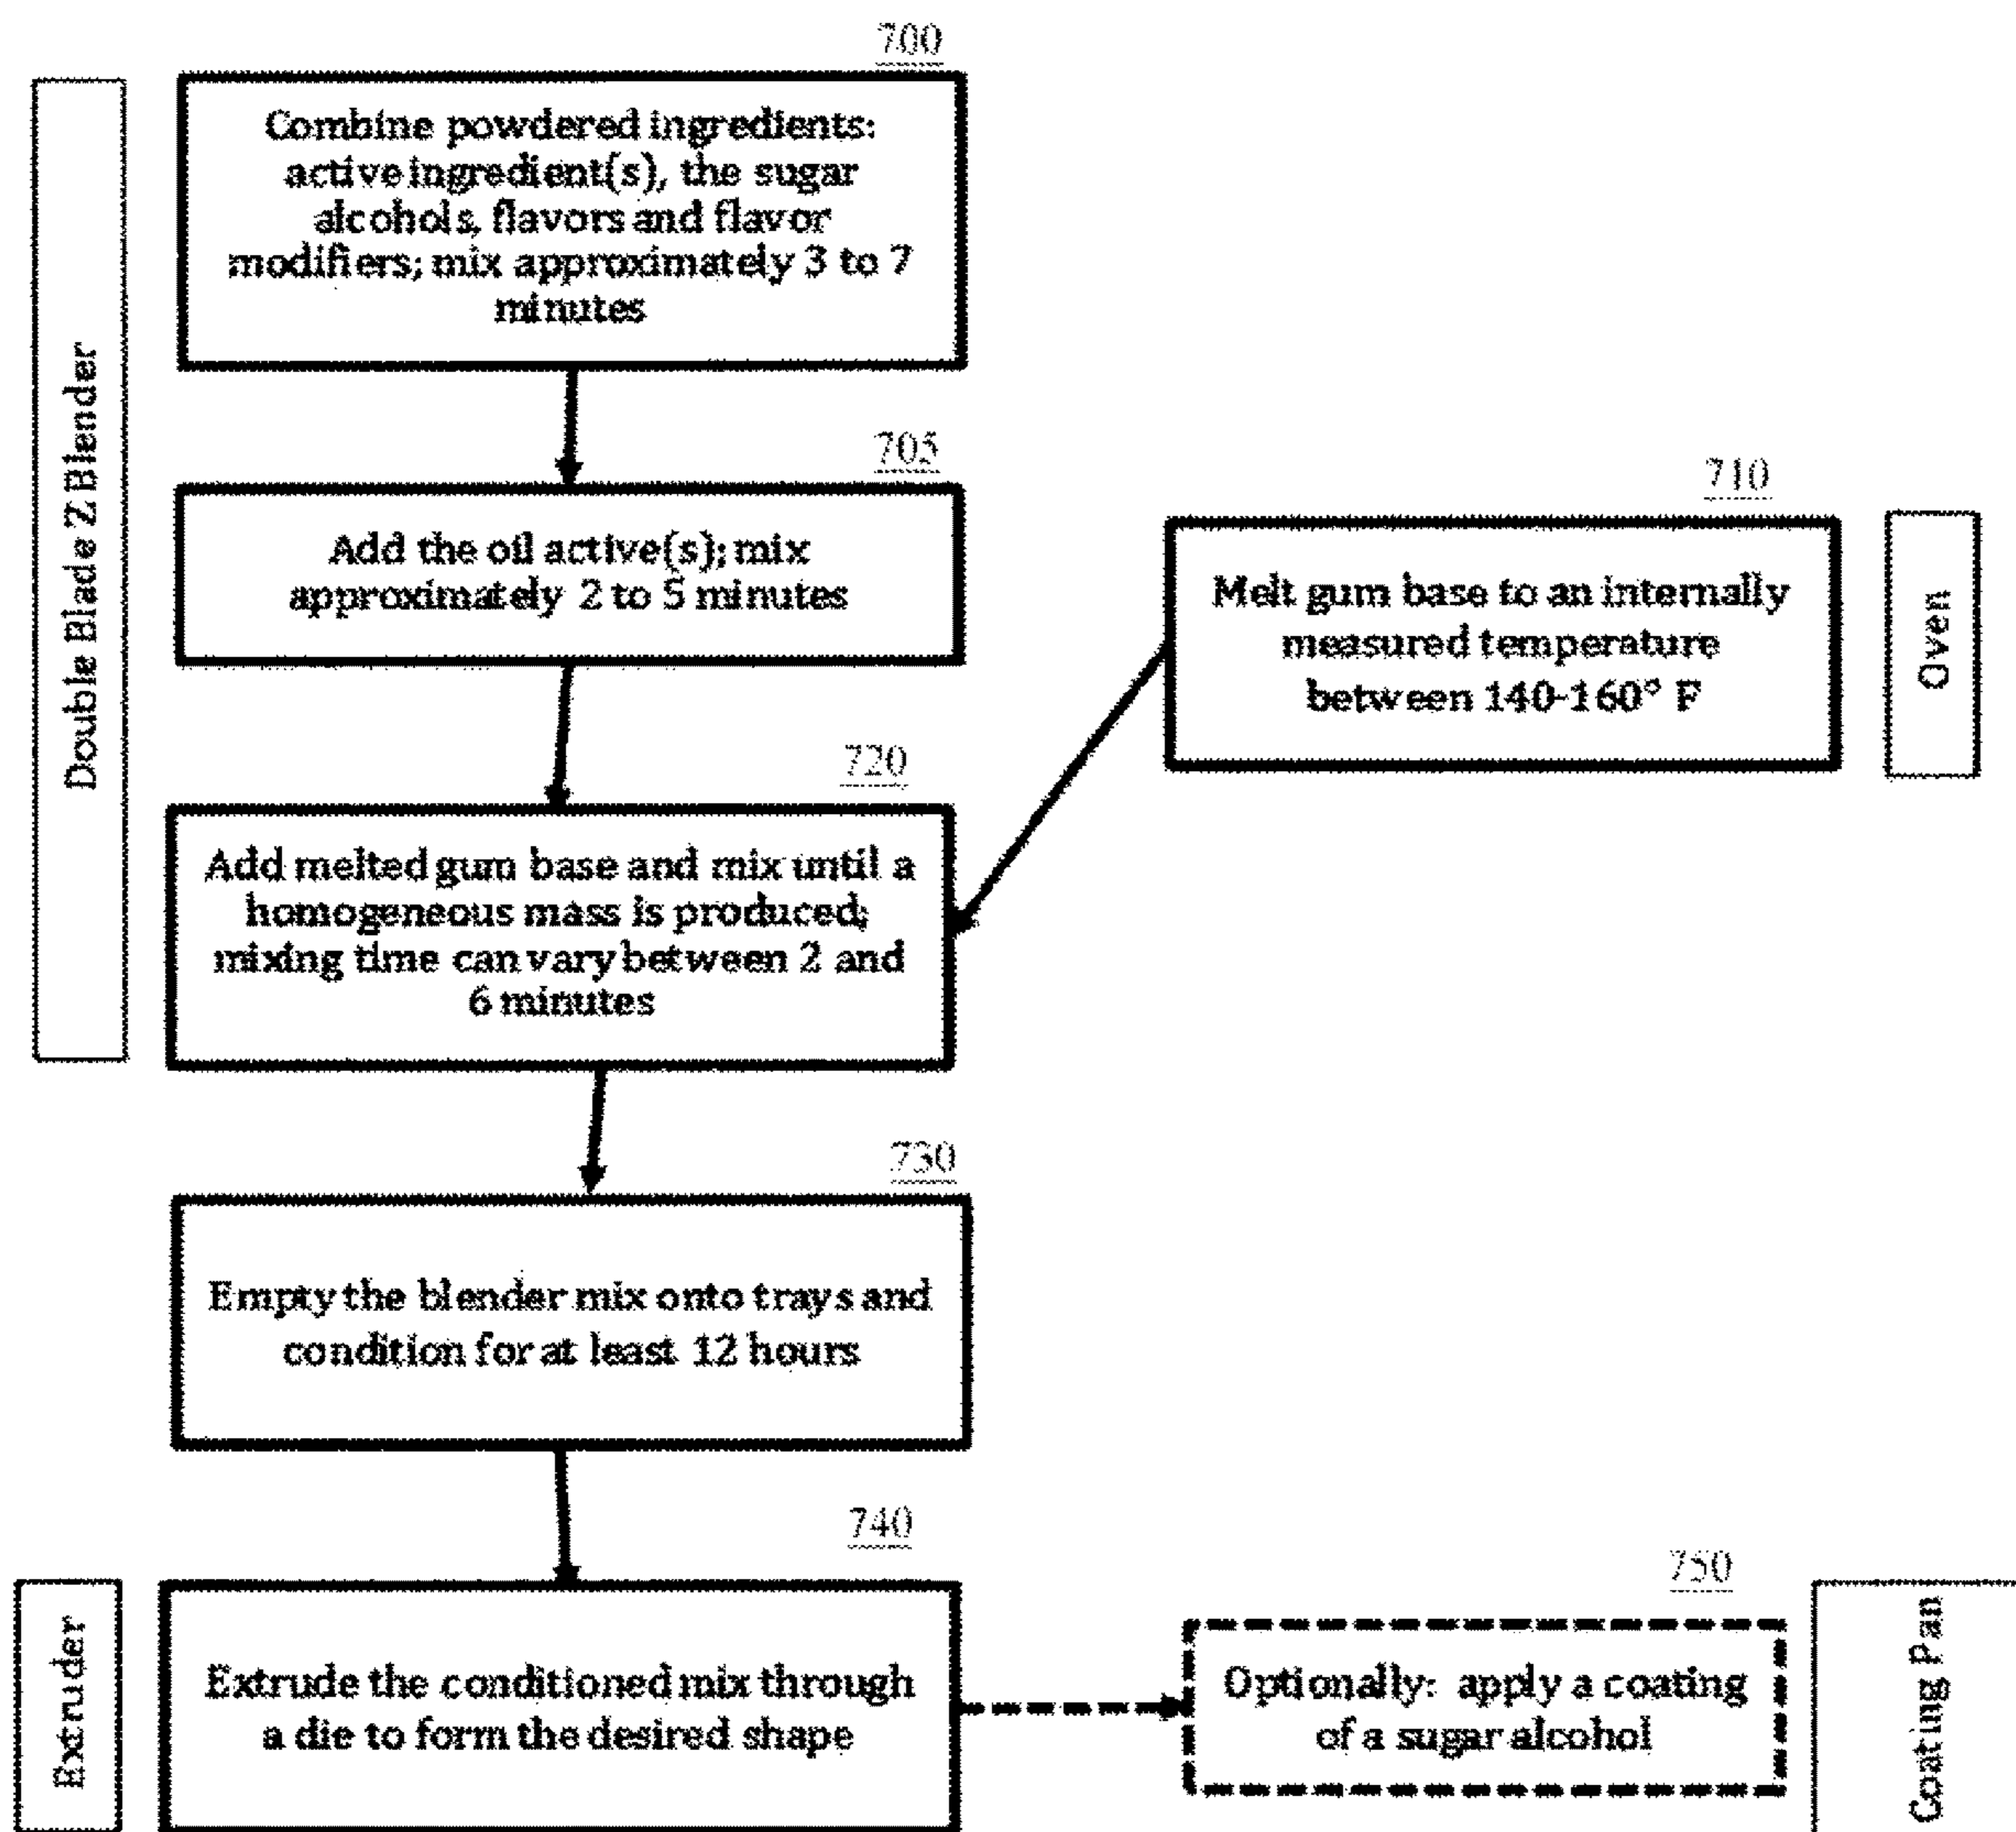 700
Combine powdered ingredients:
active ingredient(s), the sugar
alcohols, flavors and flavor
modifiers; mix approximately 3 to 7
minutes
Double Blade Z Blender
705
Add the oil active(s); mix
approximately 2 to 5 minutes
710
Melt gum base to an internally
measured temperature
between 140-160° F
Oven
720
Add melted gum base and mix until a
homogeneous mass is produced;
mixing time can vary between 2 and
6 minutes
730
Empty the blender mix onto trays and
condition for at least 12 hours
740
Extruder
Extrude the conditioned mix through
a die to form the desired shape
750
Optionally: apply a coating
of a sugar alcohol
Coating Pan